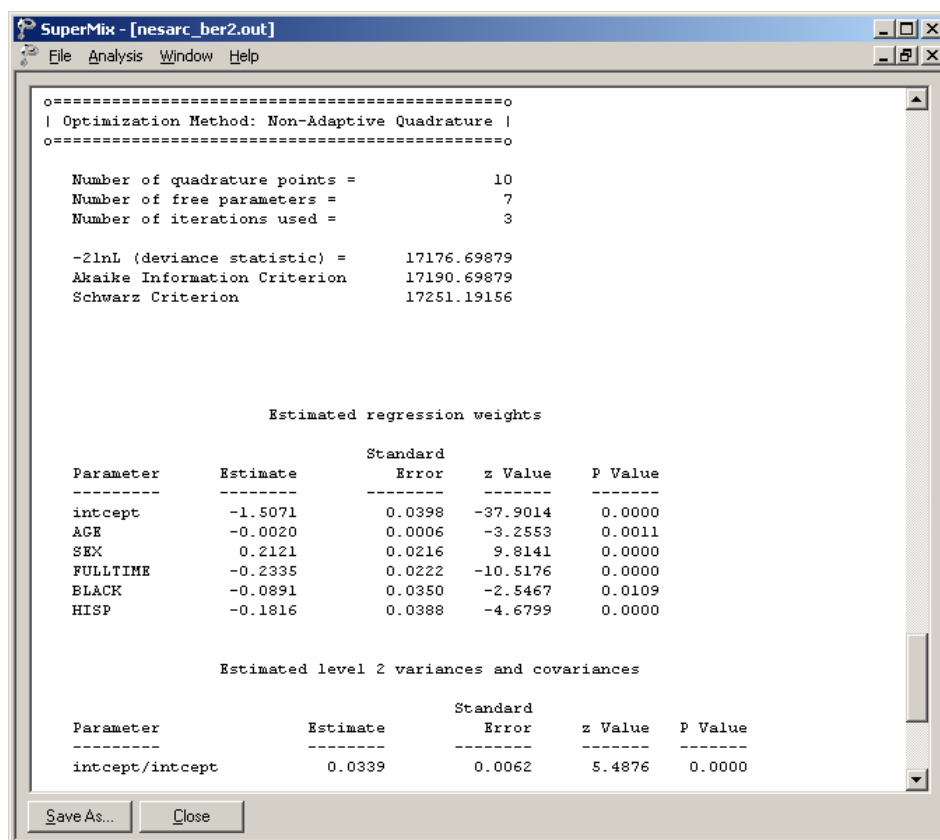 SuperMix - [nesarc_ber2.out]
File Analysis Window Help
o==============================================o
| Optimization Method: Non-Adaptive Quadrature |
o==============================================o
Number of quadrature points = 10
Number of free parameters = 7
Number of iterations used = 3
-2lnL (deviance statistic) = 17176.69879
Akaike Information Criterion 17190.69879
Schwarz Criterion 17251.19156
Estimated regression weights
Standard
Parameter Estimate Error z Value P Value
--------- -------- -------- ------- -------
intcept -1.5071 0.0398 -37.9014 0.0000
AGE -0.0020 0.0006 -3.2553 0.0011
SEX 0.2121 0.0216 9.8141 0.0000
FULLTIME -0.2335 0.0222 -10.5176 0.0000
BLACK -0.0891 0.0350 -2.5467 0.0109
HISP -0.1816 0.0388 -4.6799 0.0000
Estimated level 2 variances and covariances
Standard
Parameter Estimate Error z Value P Value
--------- -------- -------- ------- -------
intcept/intcept 0.0339 0.0062 5.4876 0.0000
Save As... Close